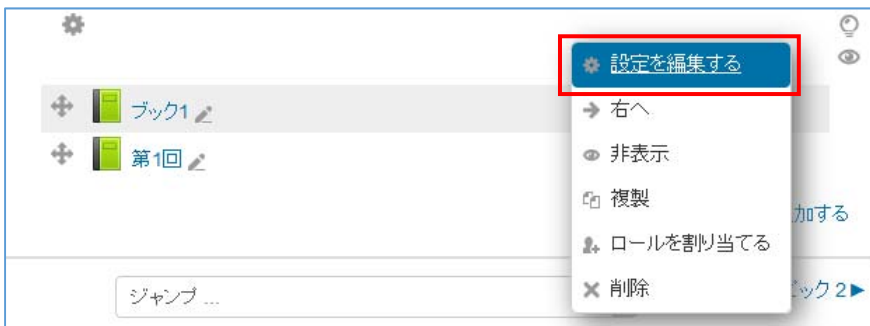 設定を編集する
ブック1
右へ
第1回
非表示
複製
加する
ロールを割り当てる
ジャンプ ...
削除
ピック 2▶